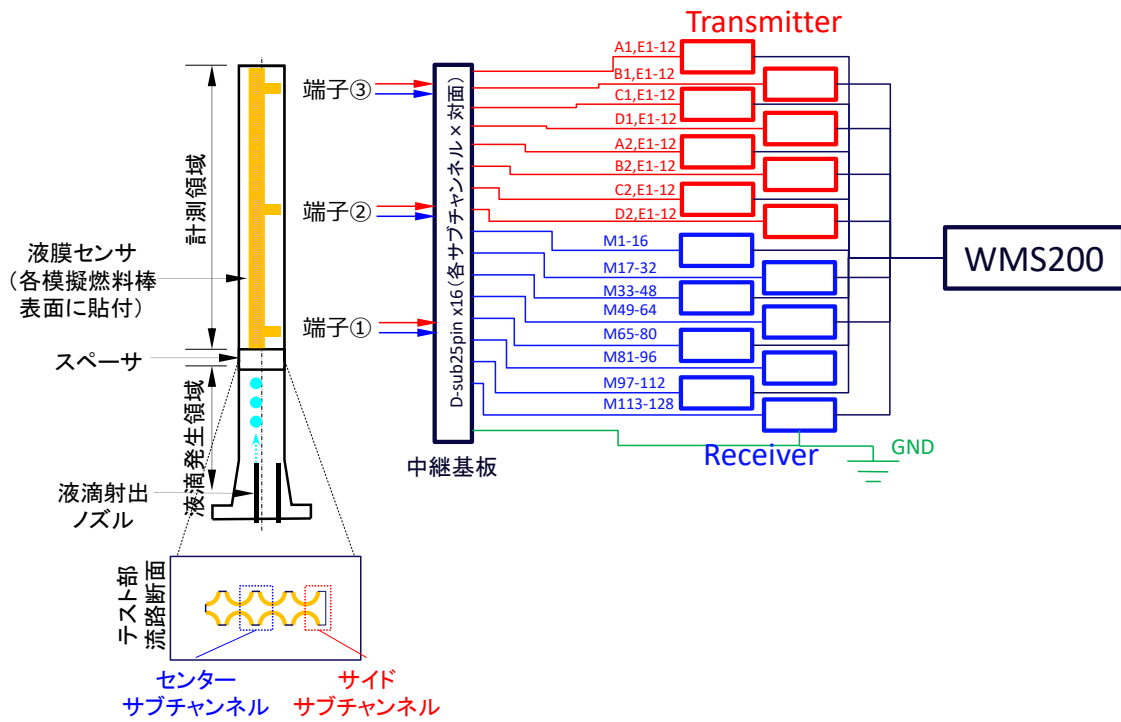 計測領域
液膜センサ
(各模擬燃料棒
表面に貼付)
スペーサ
液滴発生領域
液滴射出
ノズル
テスト部
流路断面
センター
サブチャンネル
サイド
サブチャンネル
端子③
端子②
端子①
D-sub25pin x16(各サブチャンネル×対面)
中継基板
Transmitter
A1,E1-12
B1,E1-12
C1,E1-12
D1,E1-12
A2,E1-12
B2,E1-12
C2,E1-12
D2,E1-12
M1-16
M17-32
M33-48
M49-64
M65-80
M81-96
M97-112
M113-128
Receiver
GND
WMS200